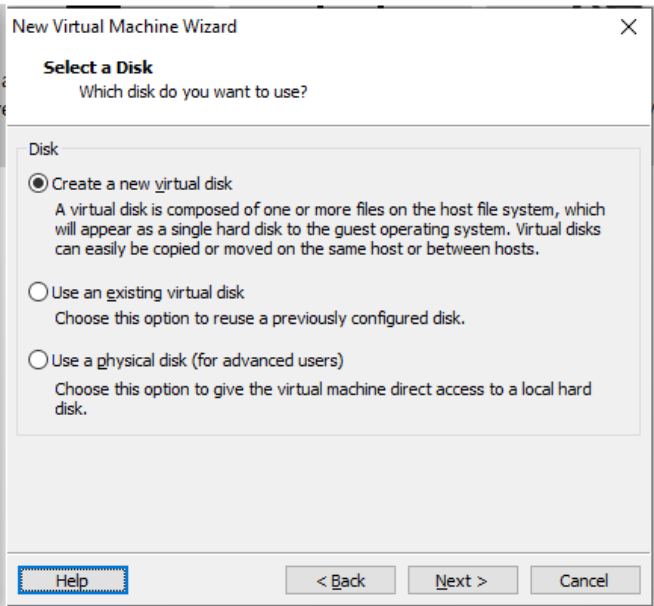 New Virtual Machine Wizard
Select a Disk
Which disk do you want to use?
Disk
Create a new virtual disk
A virtual disk is composed of one or more files on the host file system, which
will appear as a single hard disk to the guest operating system. Virtual disks
can easily be copied or moved on the same host or between hosts.
Use an existing virtual disk
Choose this option to reuse a previously configured disk.
Use a physical disk (for advanced users)
Choose this option to give the virtual machine direct access to a local hard
disk.
Help
< Back
Next >
Cancel